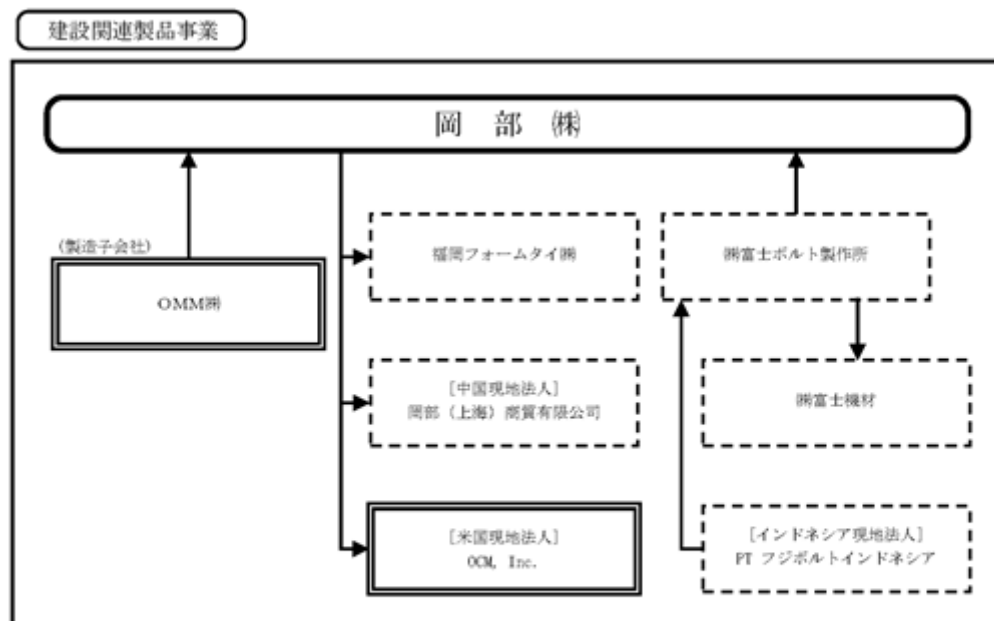 建設関連製品事業
岡 部 ㈱
(製造子会社)
OMM㈱
福岡フォームタイ㈱
㈱富士ボルト製作所
[中国現地法人]
岡部（上海）商貿有限公司
㈱富士機材
[米国現地法人]
OCM, Inc.
[インドネシア現地法人]
PT フジボルトインドネシア